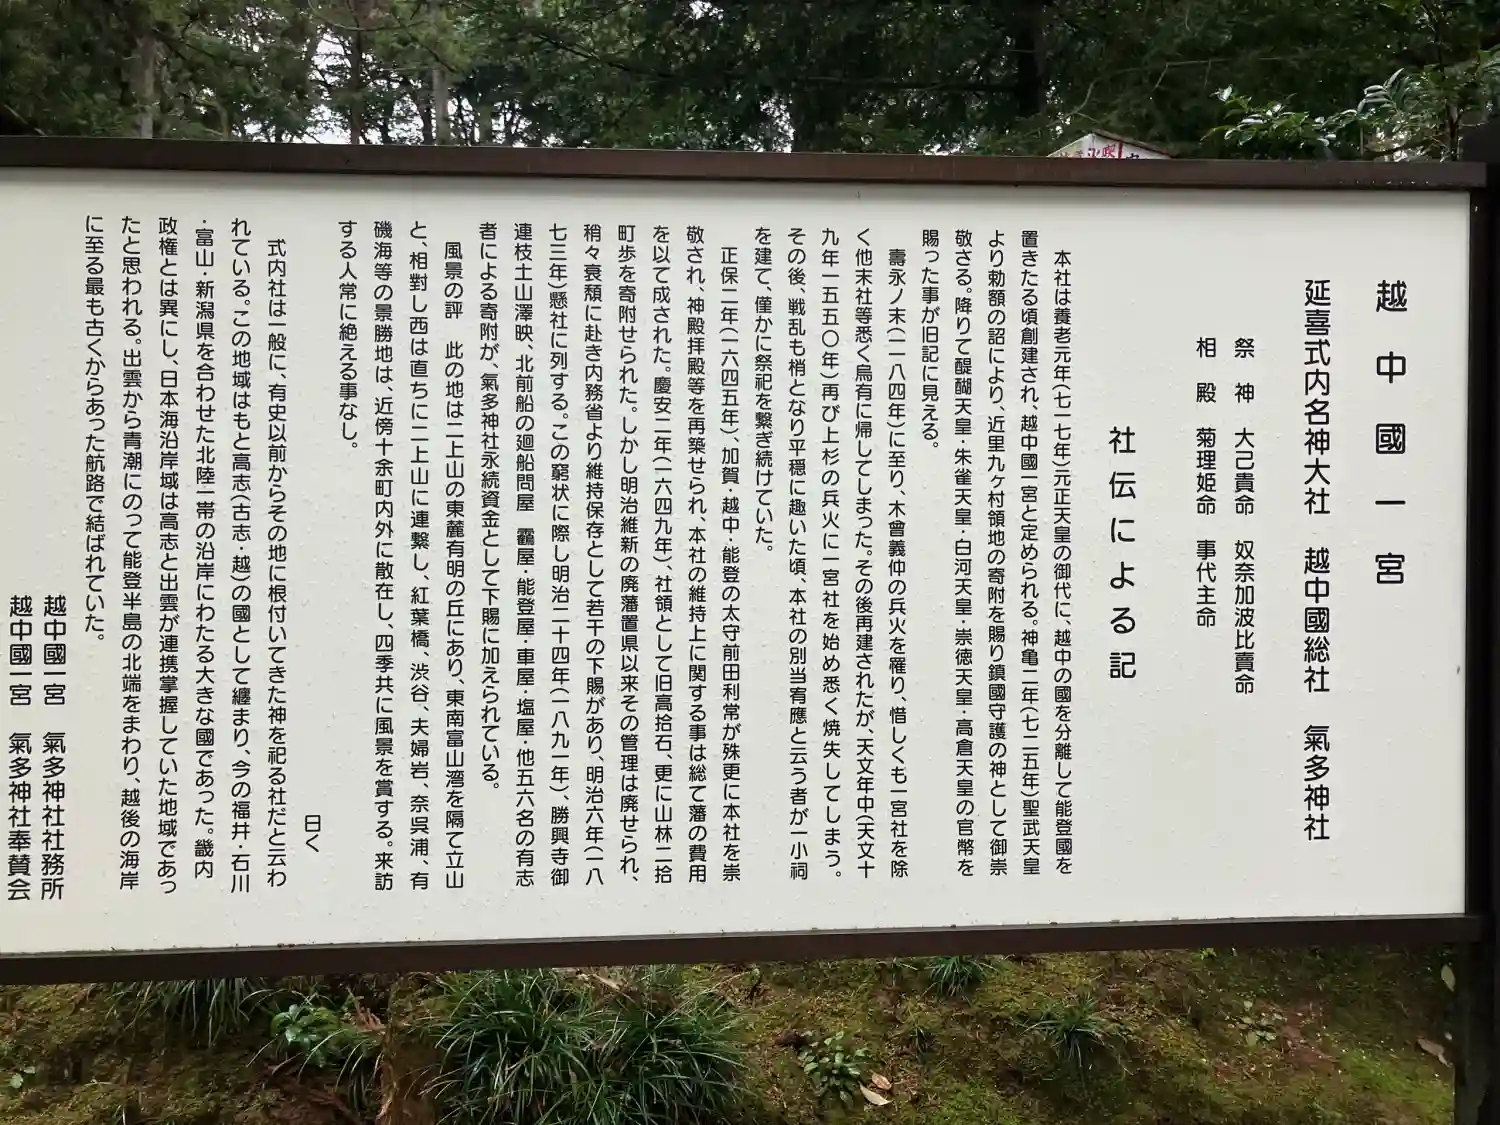 越中國一宮
延喜式内名神大社　越中國総社　氣多神社
祭　神　大己貴命　奴奈加波比賣命
相　殿　菊理姫命　事代主命
社伝による記
本社は養老元年(七一七年)元正天皇の御代に、越中の國を分離して能登國を
置きたる頃創建され、越中國一宮と定められる。神亀二年(七二五年)聖武天皇
より勅額の詔により、近里九ヶ村領地の寄附を賜り鎮國守護の神として御崇
敬さる。降りて醍醐天皇・朱雀天皇・白河天皇・崇徳天皇・高倉天皇の官幣を
賜った事が旧記に見える。
壽永ノ末(一一八四年)に至り、木曾義仲の兵火を罹り、惜しくも一宮社を除
く他末社等悉く烏有に帰してしまった。その後再建されたが、天文年中(天文十
九年一五五〇年)再び上杉の兵火に一宮社を始め悉く焼失してしまう。
その後、戦乱も梢となり平穏に趣いた頃、本社の別当宥應と云う者が一小祠
を建て、僅かに祭祀を繋ぎ続けていた。
正保二年(一六四五年)、加賀・越中・能登の太守前田利常が殊更に本社を崇
敬され、神殿拝殿等を再築せられ、本社の維持上に関する事は総て藩の費用
を以て成された。慶安二年(一六四九年)、社領として旧高拾石、更に山林二拾
町歩を寄附せられた。しかし明治維新の廃藩置県以来その管理は廃せられ、
稍々衰頽に赴き内務省より維持保存として若干の下賜があり、明治六年(一八
七三年)懸社に列する。この窮状に際し明治二十四年(一八九一年)、勝興寺御
連枝土山澤映、北前船の廻船問屋　靍屋・能登屋・車屋・塩屋・他五六名の有志
者による寄附が、氣多神社永続資金として下賜に加えられている。
風景の評　此の地は二上山の東麓有明の丘にあり、東南富山湾を隔て立山
と、相對し西は直ちに二上山に連繋し、紅葉橋、渋谷、夫婦岩、奈呉浦、有
磯海等の景勝地は、近傍十余町内外に散在し、四季共に風景を賞する。来訪
する人常に絶える事なし。
曰く
式内社は一般に、有史以前からその地に根付いてきた神を祀る社だと云わ
れている。この地域はもと高志(古志・越)の國として纏まり、今の福井・石川
・富山・新潟県を合わせた北陸一帯の沿岸にわたる大きな國であった。畿内
政権とは異にし、日本海沿岸域は高志と出雲が連携掌握していた地域であっ
たと思われる。出雲から青潮にのって能登半島の北端をまわり、越後の海岸
に至る最も古くからあった航路で結ばれていた。
越中國一宮　氣多神社社務所
越中國一宮　氣多神社奉賛会